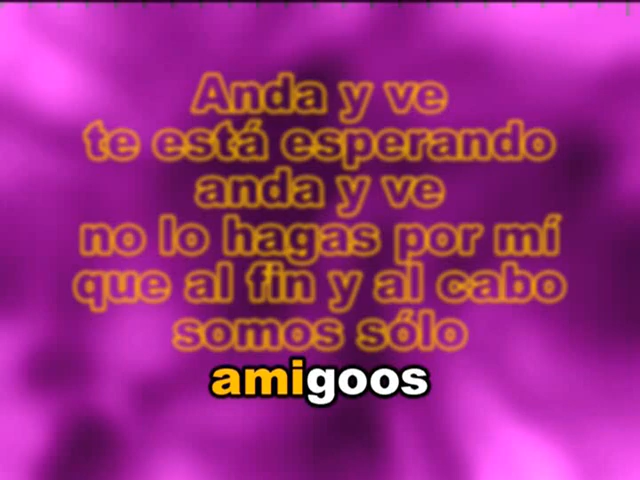 Anda y ve
te está esperando
anda y ve
no lo hagas por mí
que al fin y al cabo
somos sólo
amigoos